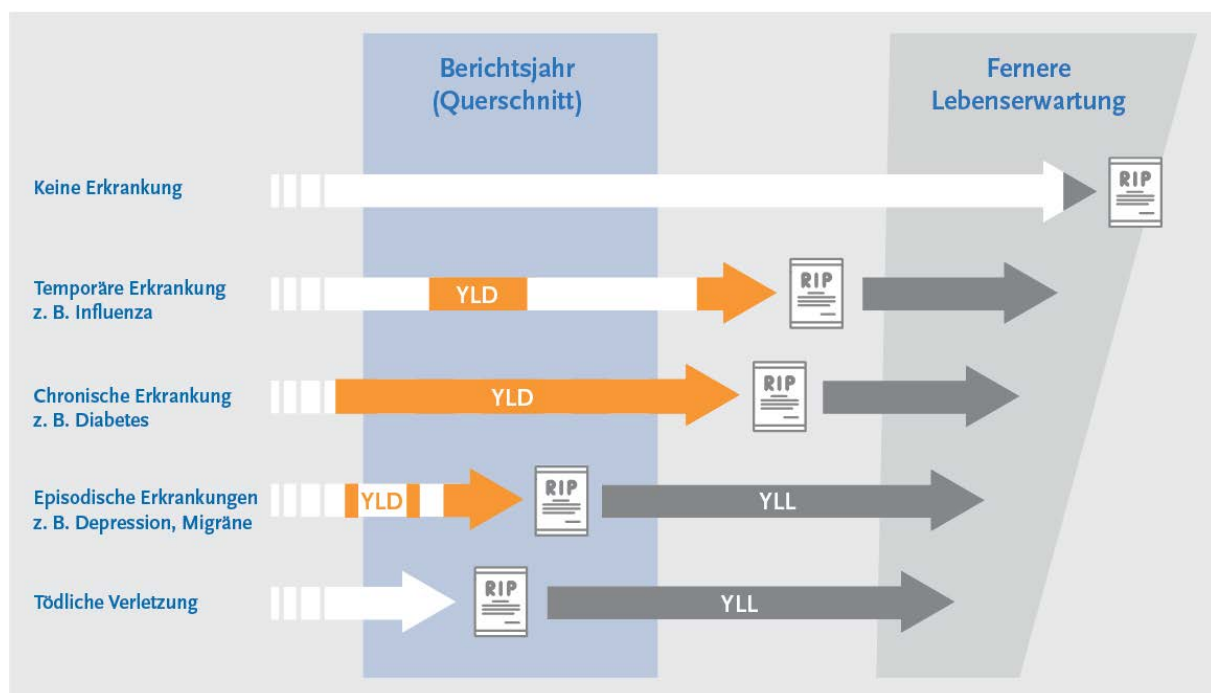 Berichtsjahr
(Querschnitt)
Fernere
Lebenserwartung
Keine Erkrankung
RIP
Temporäre Erkrankung
z. B. Influenza
YLD
RIP
Chronische Erkrankung
z. B. Diabetes
YLD
RIP
Episodische Erkrankungen
z. B. Depression, Migräne
YLD
RIP
YLL
Tödliche Verletzung
RIP
YLL